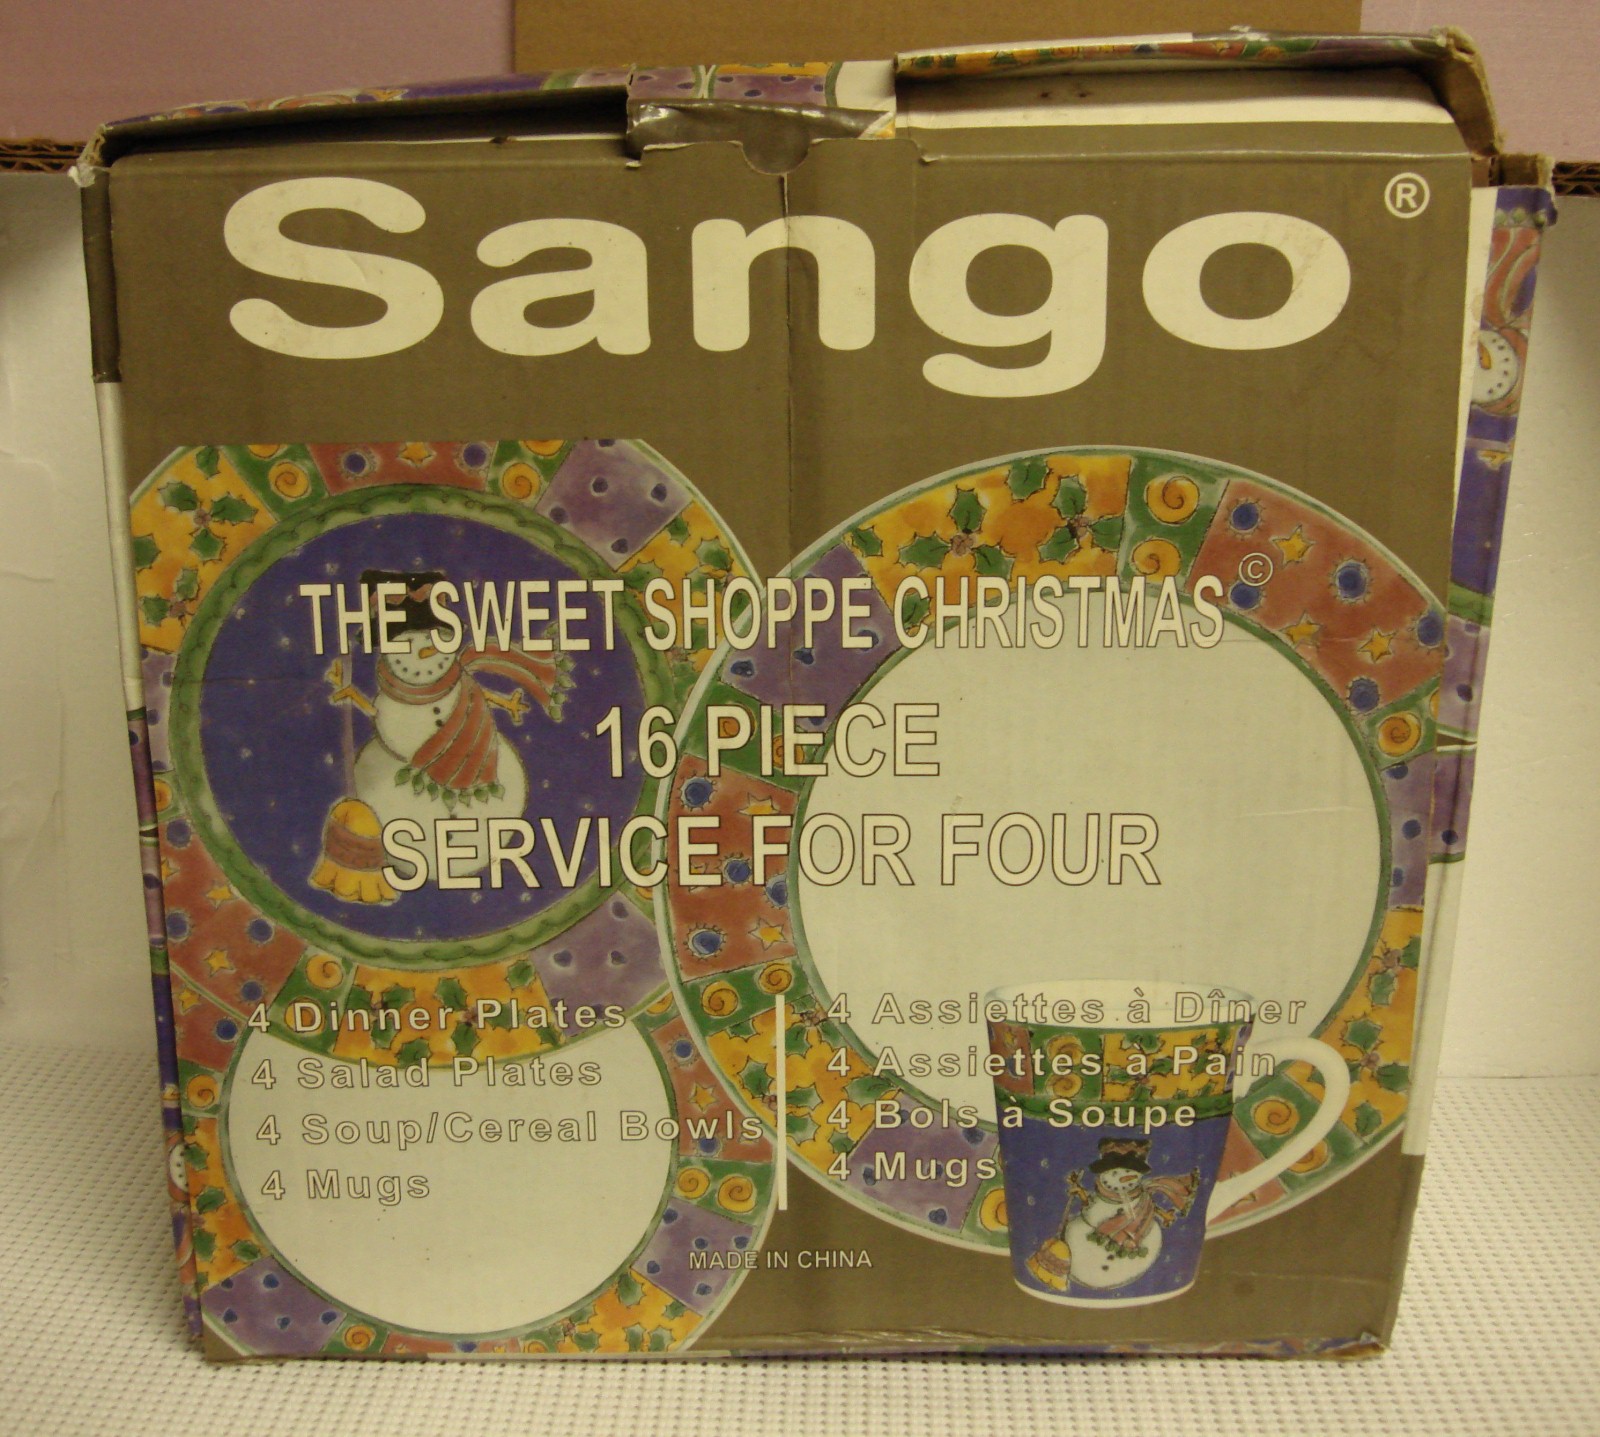 Sango®
THE SWEET SHOPPE CHRISTMAS©
16 PIECE
SERVICE FOR FOUR
4 Dinner Plates
4 Salad Plates
4 Soup/Cereal Bowls
4 Mugs
4 Assiettes à Dîner
4 Assiettes à Pain
4 Bols à Soupe
4 Mugs
MADE IN CHINA